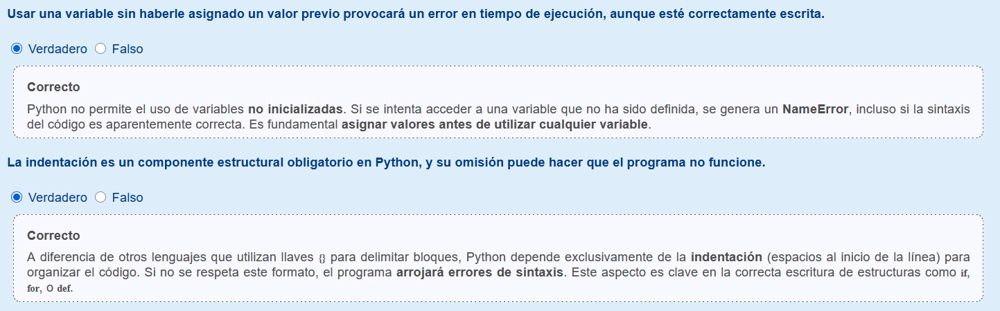 Usar una variable sin haberle asignado un valor previo provocará un error en tiempo de ejecución, aunque esté correctamente escrita.
Verdadero Falso
Correcto
Python no permite el uso de variables no inicializadas. Si se intenta acceder a una variable que no ha sido definida, se genera un NameError, incluso si la sintaxis
del código es aparentemente correcta. Es fundamental asignar valores antes de utilizar cualquier variable.
La indentación es un componente estructural obligatorio en Python, y su omisión puede hacer que el programa no funcione.
Verdadero Falso
Correcto
A diferencia de otros lenguajes que utilizan llaves {} para delimitar bloques, Python depende exclusivamente de la indentación (espacios al inicio de la línea) para
organizar el código. Si no se respeta este formato, el programa arrojará errores de sintaxis. Este aspecto es clave en la correcta escritura de estructuras como if,
for, o def.